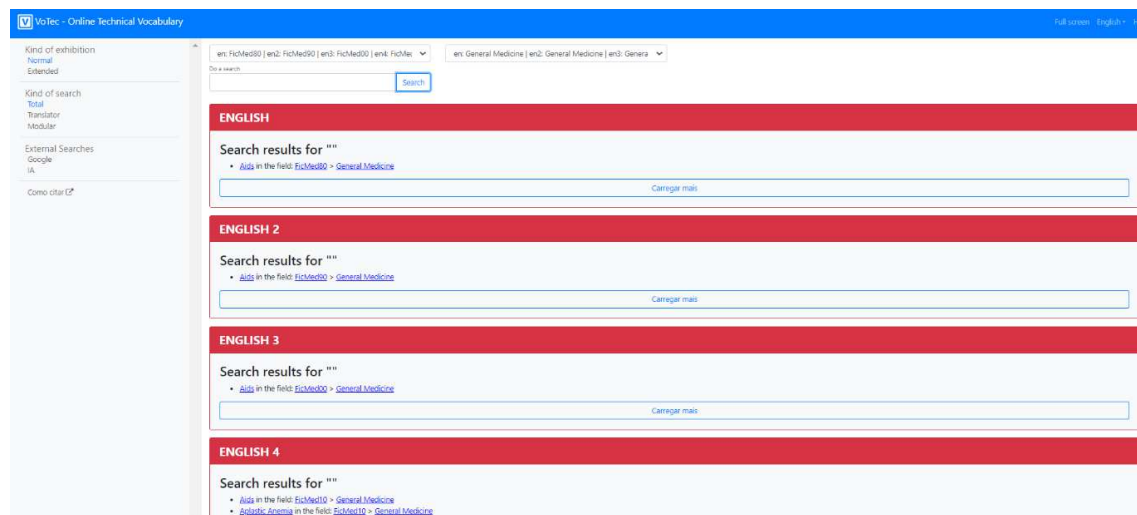 VoTec - Online Technical Vocabulary
Full screen English
Kind of exhibition
Normal
Extended
Kind of search
Total
Translator
Modular
External Searches
Google
IA
Como citar
en: FicMed80 | en2: FicMed90 | en3: FicMed00 | en4: FicMe
en: General Medicine | en2: General Medicine | en3: Genera
Do a search
Search
ENGLISH
Search results for ""
• Aids in the field: FicMed80 > General Medicine
Carregar mais
ENGLISH 2
Search results for ""
• Aids in the field: FicMed90 > General Medicine
Carregar mais
ENGLISH 3
Search results for ""
• Aids in the field: FicMed00 > General Medicine
Carregar mais
ENGLISH 4
Search results for ""
• Aids in the field: FicMed10 > General Medicine
• Aplastic Anemia in the field: FicMed10 > General Medicine